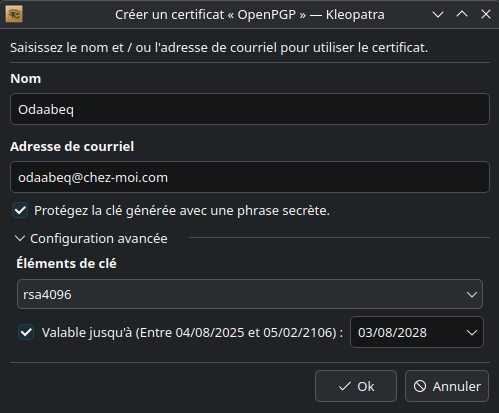 Créer un certificat « OpenPGP » — Kleopatra
Saisissez le nom et / ou l'adresse de courriel pour utiliser le certificat.
Nom
Odaabeq
Adresse de courriel
odaabeq@chez-moi.com
Protégez la clé générée avec une phrase secrète.
Configuration avancée
Éléments de clé
rsa4096
Valable jusqu'à (Entre 04/08/2025 et 05/02/2106) : 03/08/2028
Ok Annuler